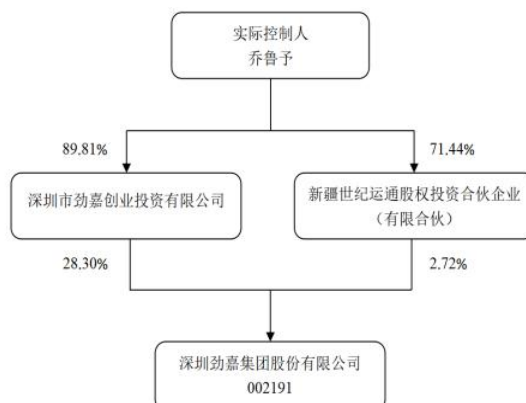 实际控制人
乔鲁予
89.81%
71.44%
深圳市劲嘉创业投资有限公司
新疆世纪运通股权投资合伙企业
（有限合伙）
28.30%
2.72%
深圳劲嘉集团股份有限公司
002191